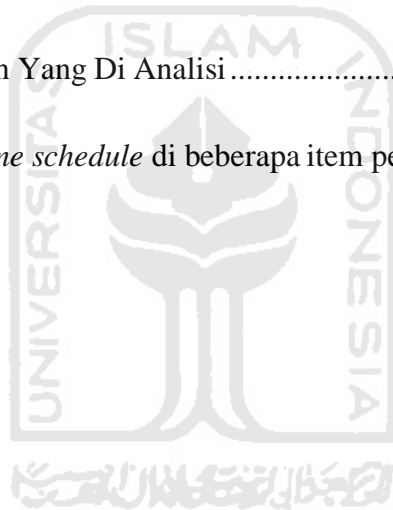 ISLAM
n Yang Di Analisi.....................
ne schedule di beberapa item pe
UNIVERSITAS
INDONESIA